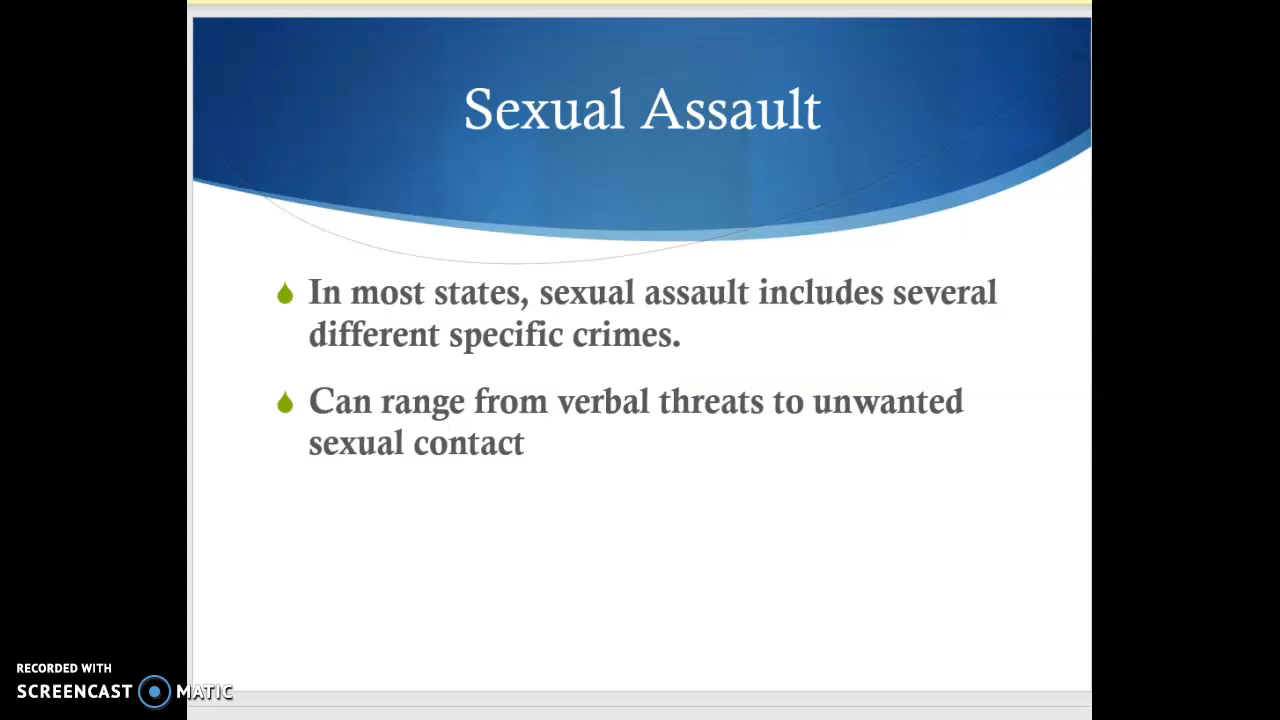 Sexual Assault
In most states, sexual assault includes several
different specific crimes.
Can range from verbal threats to unwanted
sexual contact
RECORDED WITH
SCREENCAST MATIC